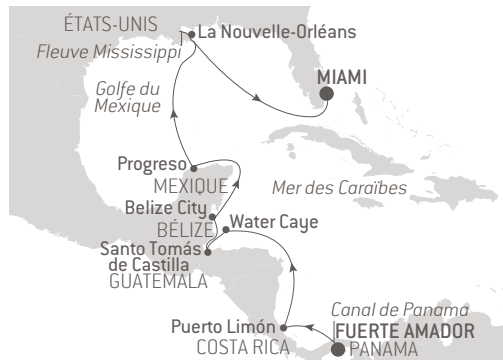 ÉTATS-UNIS
La Nouvelle-Orléans
Fleuve Mississippi
MIAMI
Golfe du
Mexique
Progreso
MEXIQUE
Mer des Caraïbes
Belize City
BÉLIZE
Water Caye
Santo Tomás
de Castilla
GUATEMALA
Canal de Panama
Puerto Limón
COSTA RICA
FUERTE AMADOR
PANAMA